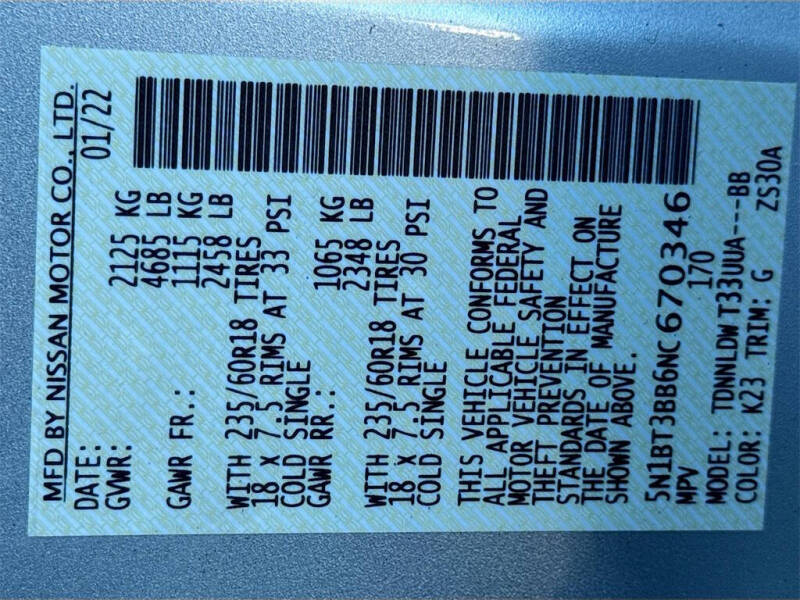 MFD BY NISSAN MOTOR CO., LTD.
DATE: 01/22
GVWR: 2125 KG
4685 LB
GAWR FR.: 1115 KG
2458 LB
WITH 235/60R18 TIRES
18 X 7.5 RIMS AT 33 PSI
COLD SINGLE
GAWR RR.: 1065 KG
2348 LB
WITH 235/60R18 TIRES
18 X 7.5 RIMS AT 30 PSI
COLD SINGLE
THIS VEHICLE CONFORMS TO
ALL APPLICABLE FEDERAL
MOTOR VEHICLE SAFETY AND
THEFT PREVENTION
STANDARDS IN EFFECT ON
THE DATE OF MANUFACTURE
SHOWN ABOVE.
5N1BT3BB6NC670346
MPV 170
MODEL: TDNNLDW T33UUA---BB
COLOR: K23 TRIM: G ZS30A